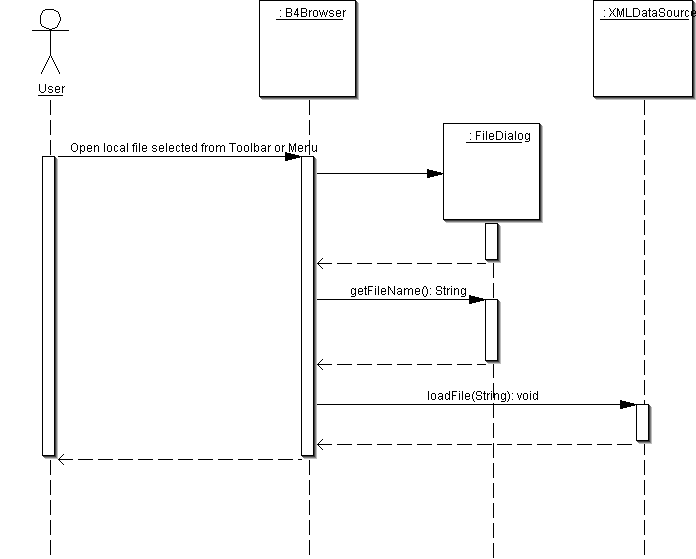 : B4Browser
: XMLDataSource
User
: FileDialog
Open local file selected from Toolbar or Menu
getFileName(): String
loadFile(String): void